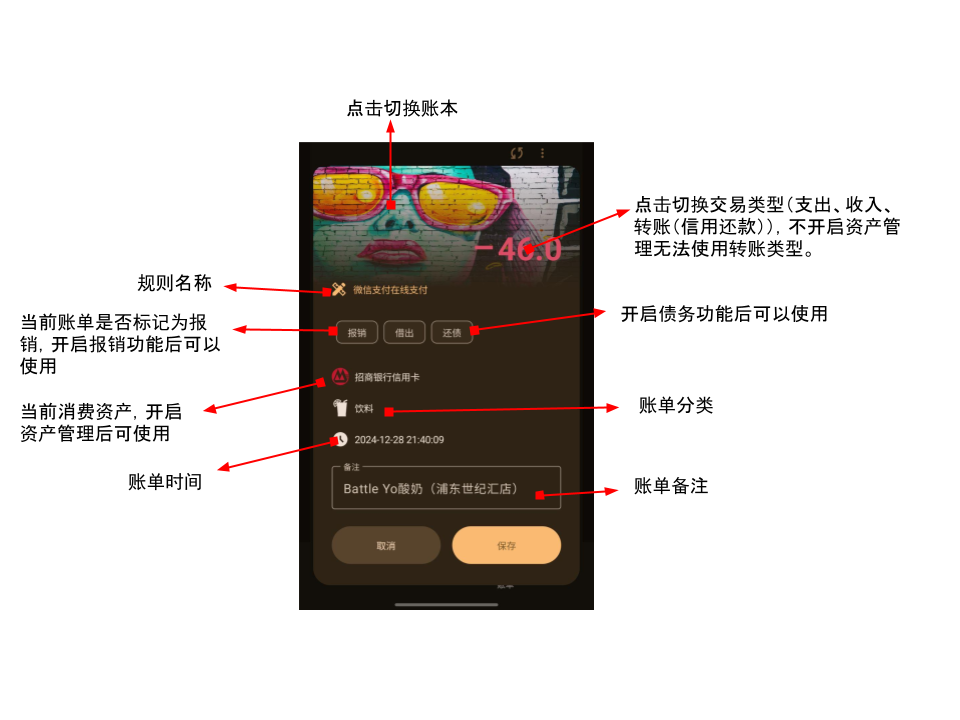 点击切换账本
点击切换交易类型（支出、收入、
转账（信用还款）），不开启资产管
理无法使用转账类型。
-46.0
规则名称
微信支付在线支付
开启债务功能后可以使用
当前账单是否标记为报
销，开启报销功能后可以
使用
报销
借出
还债
招商银行信用卡
当前消费资产，开启
资产管理后可使用
饮料
账单分类
2024-12-28 21:40:09
账单时间
备注
Battle Yo酸奶（浦东世纪汇店）
账单备注
取消
保存
账单